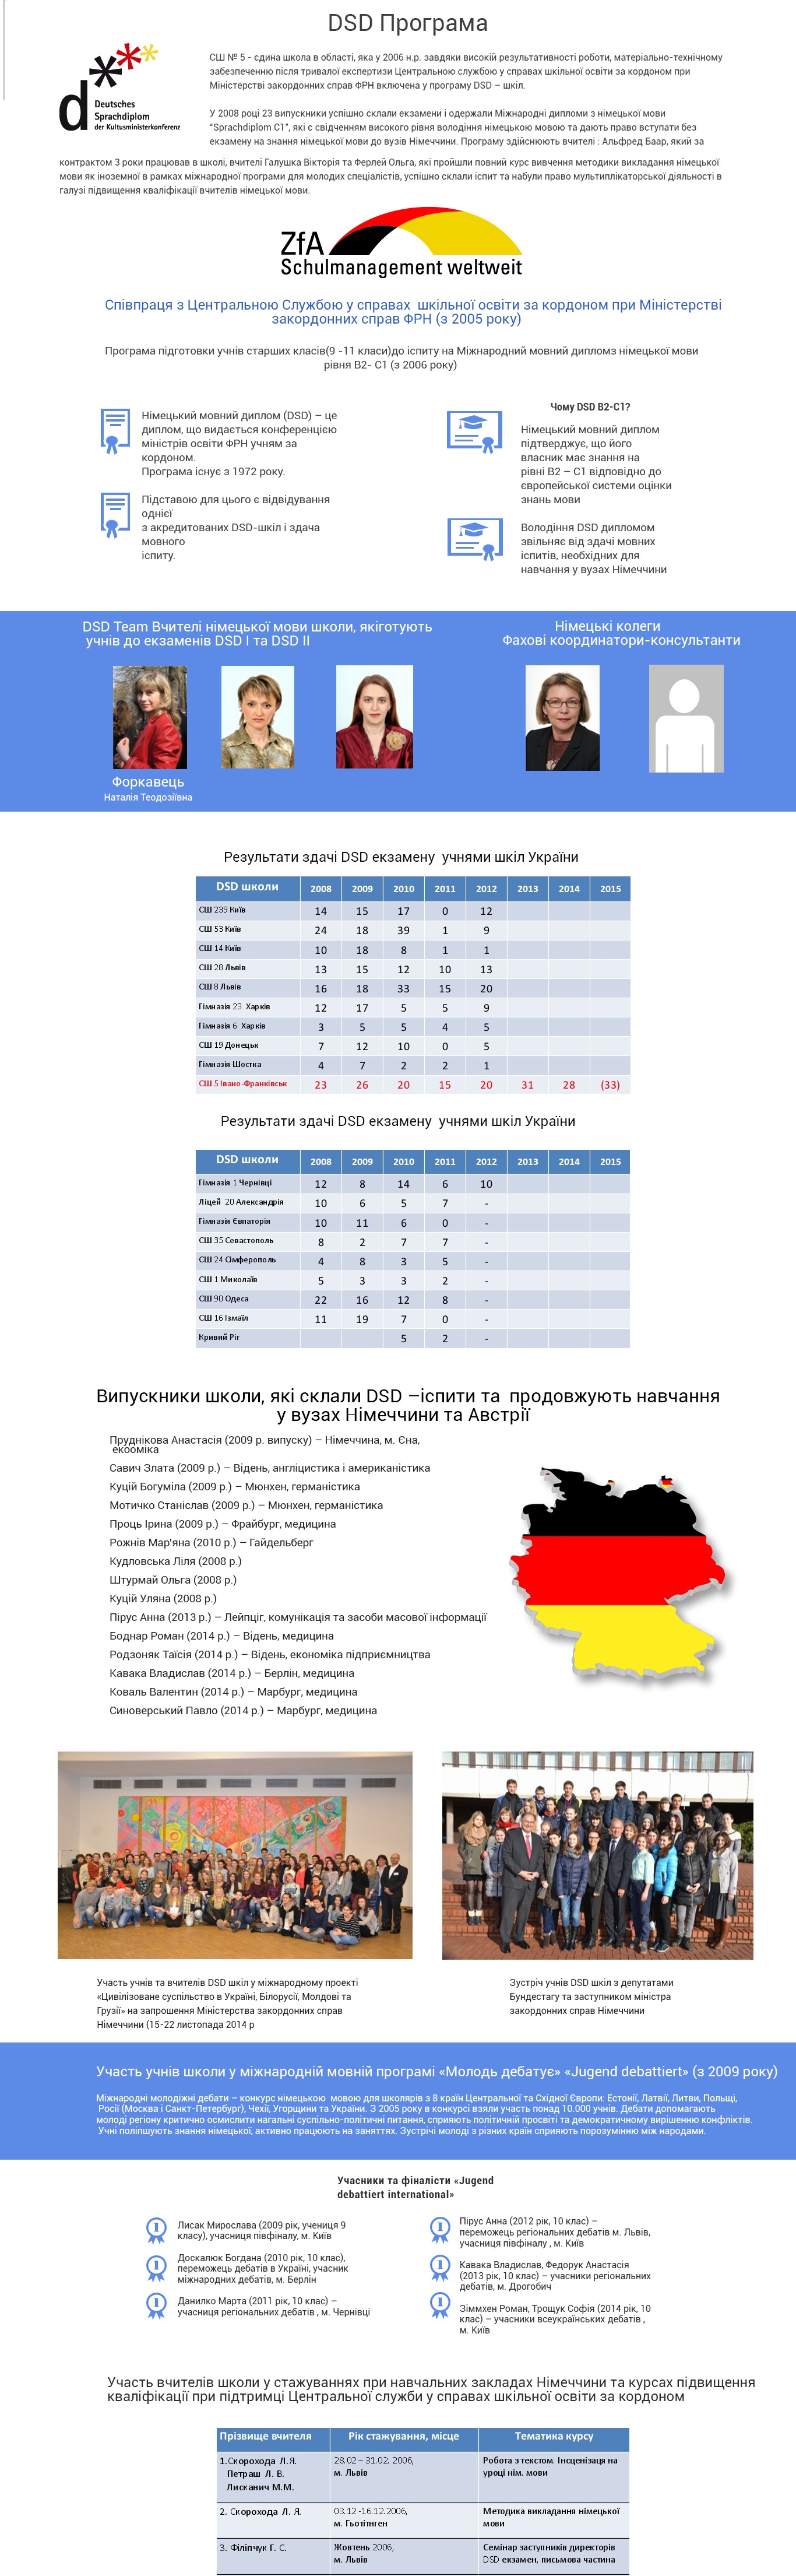 DSD Програма
СШ № 5 - єдина школа в області, яка у 2006 н.р. завдяки високій результативності роботи, матеріально-технічному
забезпеченню після тривалої експертизи Центральною службою у справах шкільної освіти за кордоном при
Міністерстві закордонних справ ФРН включена у програму DSD – шкіл.
d Deutsches
Sprachdiplom
der Kultusministerkonferenz
У 2008 році 23 випускники успішно склали екзамени і одержали Міжнародні дипломи з німецької мови
“Sprachdiplom C1”, які є свідченням високого рівня володіння німецькою мовою та дають право вступати без
екзамену на знання німецької мови до вузів Німеччини. Програму здійснюють вчителі : Альфред Баар, який за
контрактом 3 роки працював в школі, вчителі Галушка Вікторія та Ферлей Ольга, які пройшли повний курс вивчення методики викладання німецької
мови як іноземної в рамках міжнародної програми для молодих спеціалістів, успішно склали іспит та набули право мультиплікаторської діяльності в
галузі підвищення кваліфікації вчителів німецької мови.
ZfA
Schulmanagement weltweit
Співпраця з Центральною Службою у справах шкільної освіти за кордоном при Міністерстві
закордонних справ ФРН (з 2005 року)
Програма підготовки учнів старших класів(9 -11 класи)до іспиту на Міжнародний мовний дипломз німецької мови
рівня В2- С1 (з 2006 року)
Німецький мовний диплом (DSD) – це
диплом, що видається конференцією
міністрів освіти ФРН учням за
кордоном.
Програма існує з 1972 року.
Підставою для цього є відвідування
однієї
з акредитованих DSD-шкіл і здача
мовного
іспиту.
Чому DSD B2-C1?
Німецький мовний диплом
підтверджує, що його
власник має знання на
рівні В2 – С1 відповідно до
європейської системи оцінки
знань мови
Володіння DSD дипломом
звільняє від здачі мовних
іспитів, необхідних для
навчання у вузах Німеччини
DSD Team Вчителі німецької мови школи, якіготують
учнів до екзаменів DSD I та DSD II
Форкавець
Наталія Теодозіївна
Німецькі колеги
Фахові координатори-консультанти
Результати здачі DSD екзамену учнями шкіл України
DSD школи 2008 2009 2010 2011 2012 2013 2014 2015
СШ 239 Київ 14 15 17 0 12
СШ 53 Київ 24 18 39 1 9
СШ 14 Київ 10 18 8 1 1
СШ 28 Львів 13 15 12 10 13
СШ 8 Львів 16 18 33 15 20
Гімназія 23 Харків 12 17 5 5 9
Гімназія 6 Харків 3 5 5 4 5
СШ 19 Донецьк 7 12 10 0 5
Гімназія Шостка 4 7 2 2 1
СШ 5 Івано-Франківськ 23 26 20 15 20 31 28 (33)
Результати здачі DSD екзамену учнями шкіл України
DSD школи 2008 2009 2010 2011 2012 2013 2014 2015
Гімназія 1 Чернівці 12 8 14 6 10
Ліцей 20 Александрія 10 6 5 7 -
Гімназія Євпаторія 10 11 6 0 -
СШ 35 Севастополь 8 2 7 7 -
СШ 24 Сімферополь 4 8 3 5 -
СШ 1 Миколаїв 5 3 3 2 -
СШ 90 Одеса 22 16 12 8 -
СШ 16 Ізмаїл 11 19 7 0 -
Кривий Ріг 5 2 -
Випускники школи, які склали DSD –іспити та продовжують навчання
у вузах Німеччини та Австрії
Пруднікова Анастасія (2009 р. випуску) – Німеччина, м. Єна,
екооміка
Савич Злата (2009 р.) – Відень, англіцистика і американістика
Куцій Богуміла (2009 р.) – Мюнхен, германістика
Мотичко Станіслав (2009 р.) – Мюнхен, германістика
Проць Ірина (2009 р.) – Фрайбург, медицина
Рожнів Мар'яна (2010 р.) – Гайдельберг
Кудловська Ліля (2008 р.)
Штурмай Ольга (2008 р.)
Куцій Уляна (2008 р.)
Пірус Анна (2013 р.) – Лейпціг, комунікація та засоби масової інформації
Боднар Роман (2014 р.) – Відень, медицина
Родзоняк Таїсія (2014 р.) – Відень, економіка підприємництва
Кавака Владислав (2014 р.) – Берлін, медицина
Коваль Валентин (2014 р.) – Марбург, медицина
Синоверський Павло (2014 р.) – Марбург, медицина
Участь учнів та вчителів DSD шкіл у міжнародному проекті
«Цивілізоване суспільство в Україні, Білорусії, Молдові та
Грузії» на запрошення Міністерства закордонних справ
Німеччини (15-22 листопада 2014 р
Зустріч учнів DSD шкіл з депутатами
Бундестагу та заступником міністра
закордонних справ Німеччини
Участь учнів школи у міжнародній мовній програмі «Молодь дебатує» «Jugend debattiert» (з 2009 року)
Міжнародні молодіжні дебати – конкурс німецькою мовою для школярів з 8 країн Центральної та Східної Європи: Естонії, Латвії, Литви, Польщі,
Росії (Москва і Санкт-Петербург), Чехії, Угорщини та України. З 2005 року в конкурсі взяли участь понад 10.000 учнів. Дебати допомагають
молоді регіону критично осмислити нагальні суспільно-політичні питання, сприяють політичній просвіті та демократичному вирішенню конфліктів.
Учні поліпшують знання німецької, активно працюють на заняттях. Зустрічі молоді з різних країн сприяють порозумінню між народами.
Учасники та фіналісти «Jugend
debattiert international»
Лисак Мирослава (2009 рік, учениця 9
класу), учасниця півфіналу, м. Київ
Доскалюк Богдана (2010 рік, 10 клас),
переможець дебатів в Україні, учасник
міжнародних дебатів, м. Берлін
Данилко Марта (2011 рік, 10 клас) –
учасниця регіональних дебатів , м. Чернівці
Пірус Анна (2012 рік, 10 клас) –
переможець регіональних дебатів м. Львів,
учасниця півфіналу , м. Київ
Кавака Владислав, Федорук Анастасія
(2013 рік, 10 клас) – учасники регіональних
дебатів, м. Дрогобич
Зіммхен Роман, Трощук Софія (2014 рік, 10
клас) – учасники всеукраїнських дебатів ,
м. Київ
Участь вчителів школи у стажуваннях при навчальних закладах Німеччини та курсах підвищення
кваліфікації при підтримці Центральної служби у справах шкільної освіти за кордоном
Прізвище вчителя Рік стажування, місце Тематика курсу
1.Скорохода Л.Я.
Петраш Л. В.
Лисканич М.М.
28.02 – 31.02. 2006,
м. Львів
Робота з текстом. Інсценізаця на
уроці нім. мови
2. Скорохода Л. Я.
03.12 -16.12.2006,
м. Гьотітнген
Методика викладання німецької
мови
3. Філіпчук Г. С.
Жовтень 2006,
м. Львів
Семінар заступників директорів
DSD екзамен, письмова частина